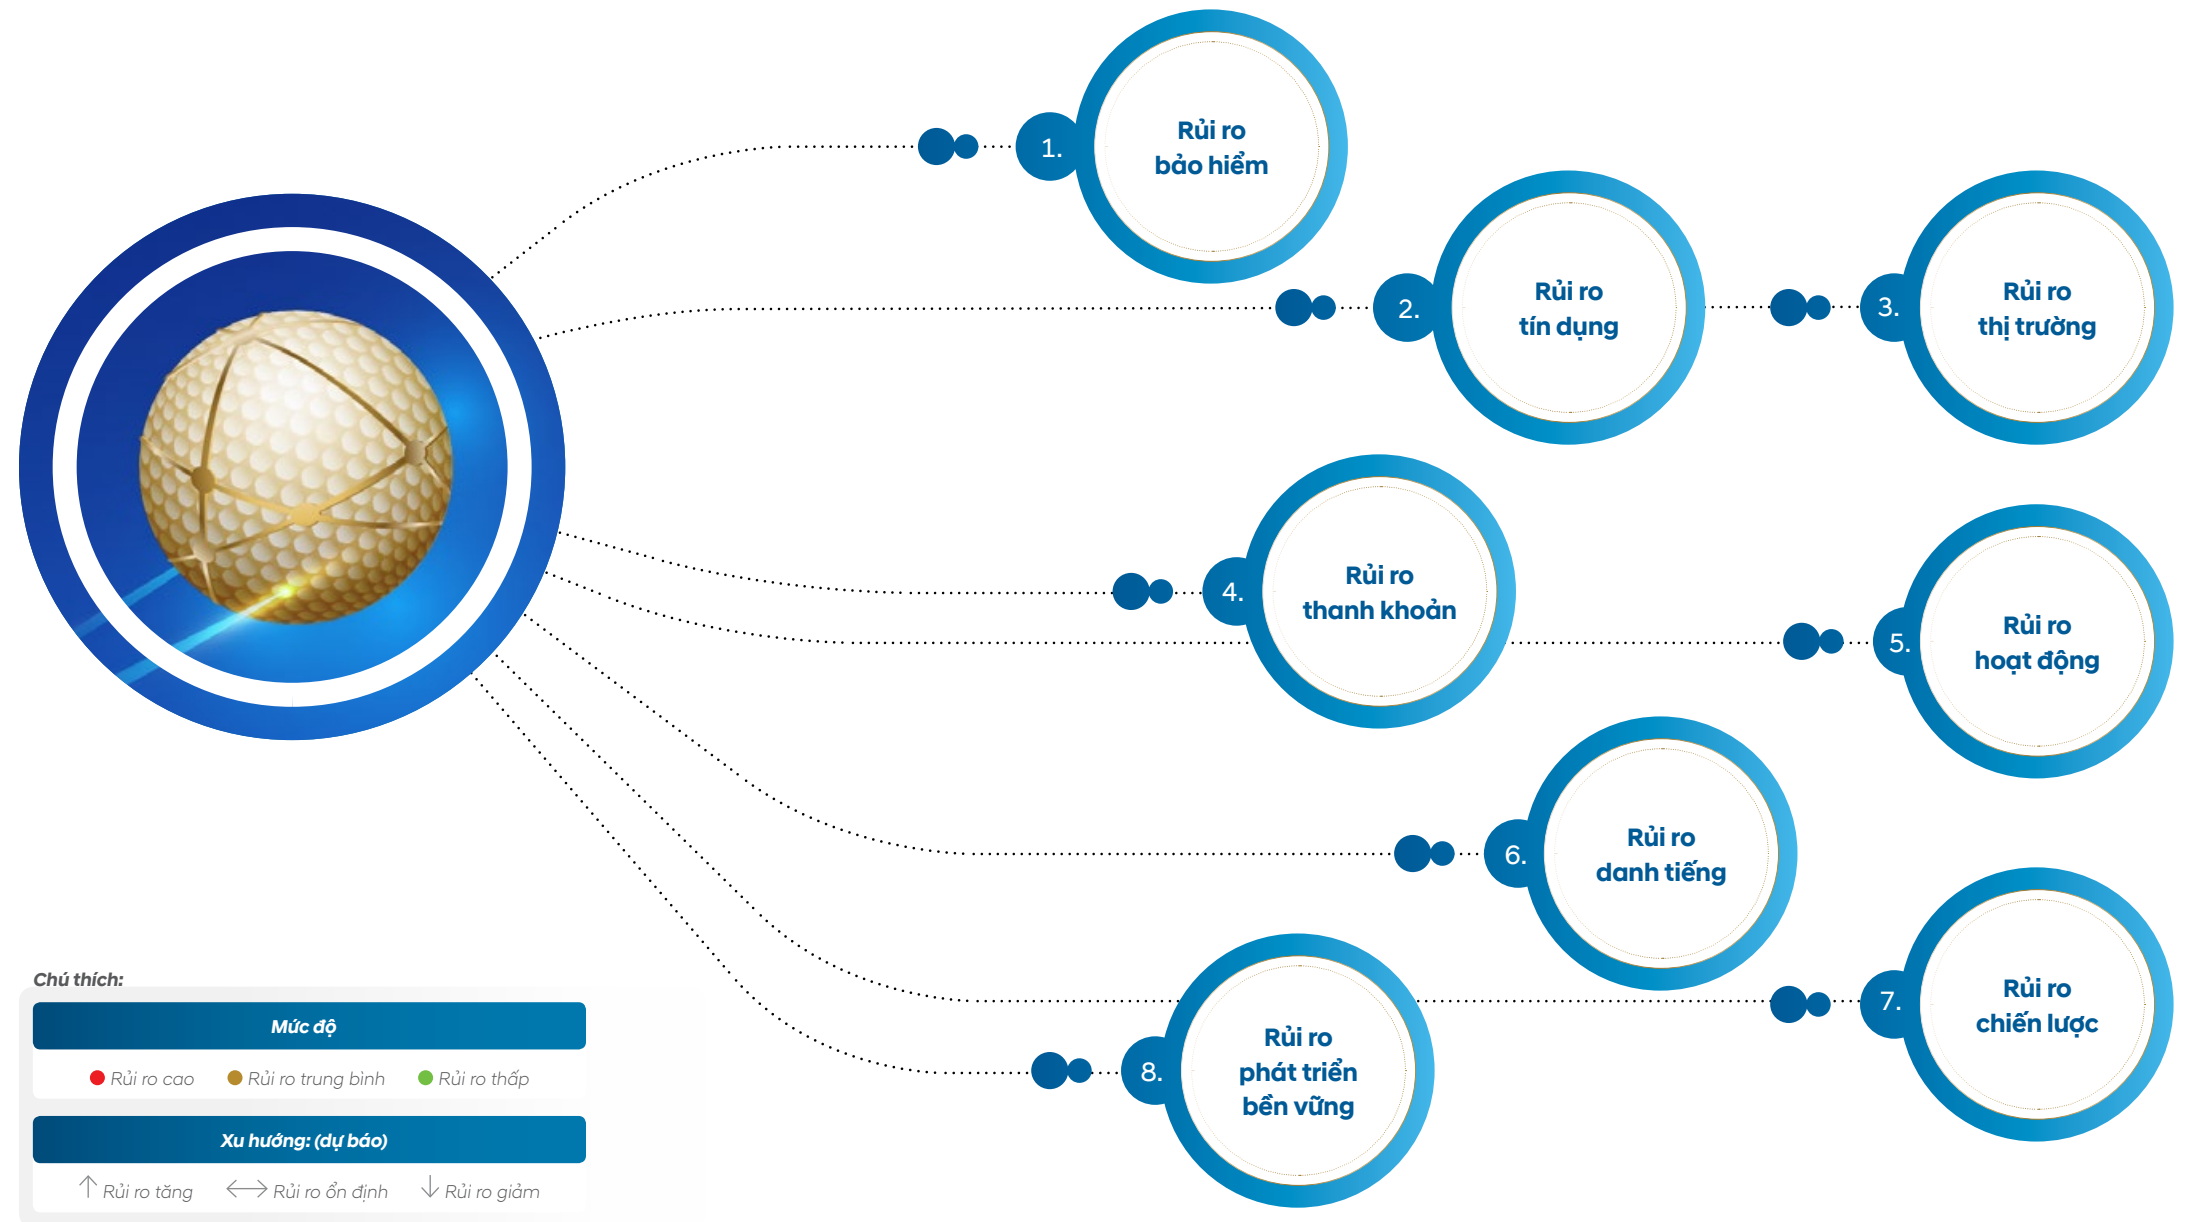 1.
Rủi ro
bảo hiểm
2.
Rủi ro
tín dụng
3.
Rủi ro
thị trường
4.
Rủi ro
thanh khoản
5.
Rủi ro
hoạt động
6.
Rủi ro
danh tiếng
7.
Rủi ro
chiến lược
8.
Rủi ro
phát triển
bền vững
Chú thích:
Mức độ
Rủi ro cao Rủi ro trung bình Rủi ro thấp
Xu hướng: (dự báo)
Rủi ro tăng Rủi ro ổn định Rủi ro giảm